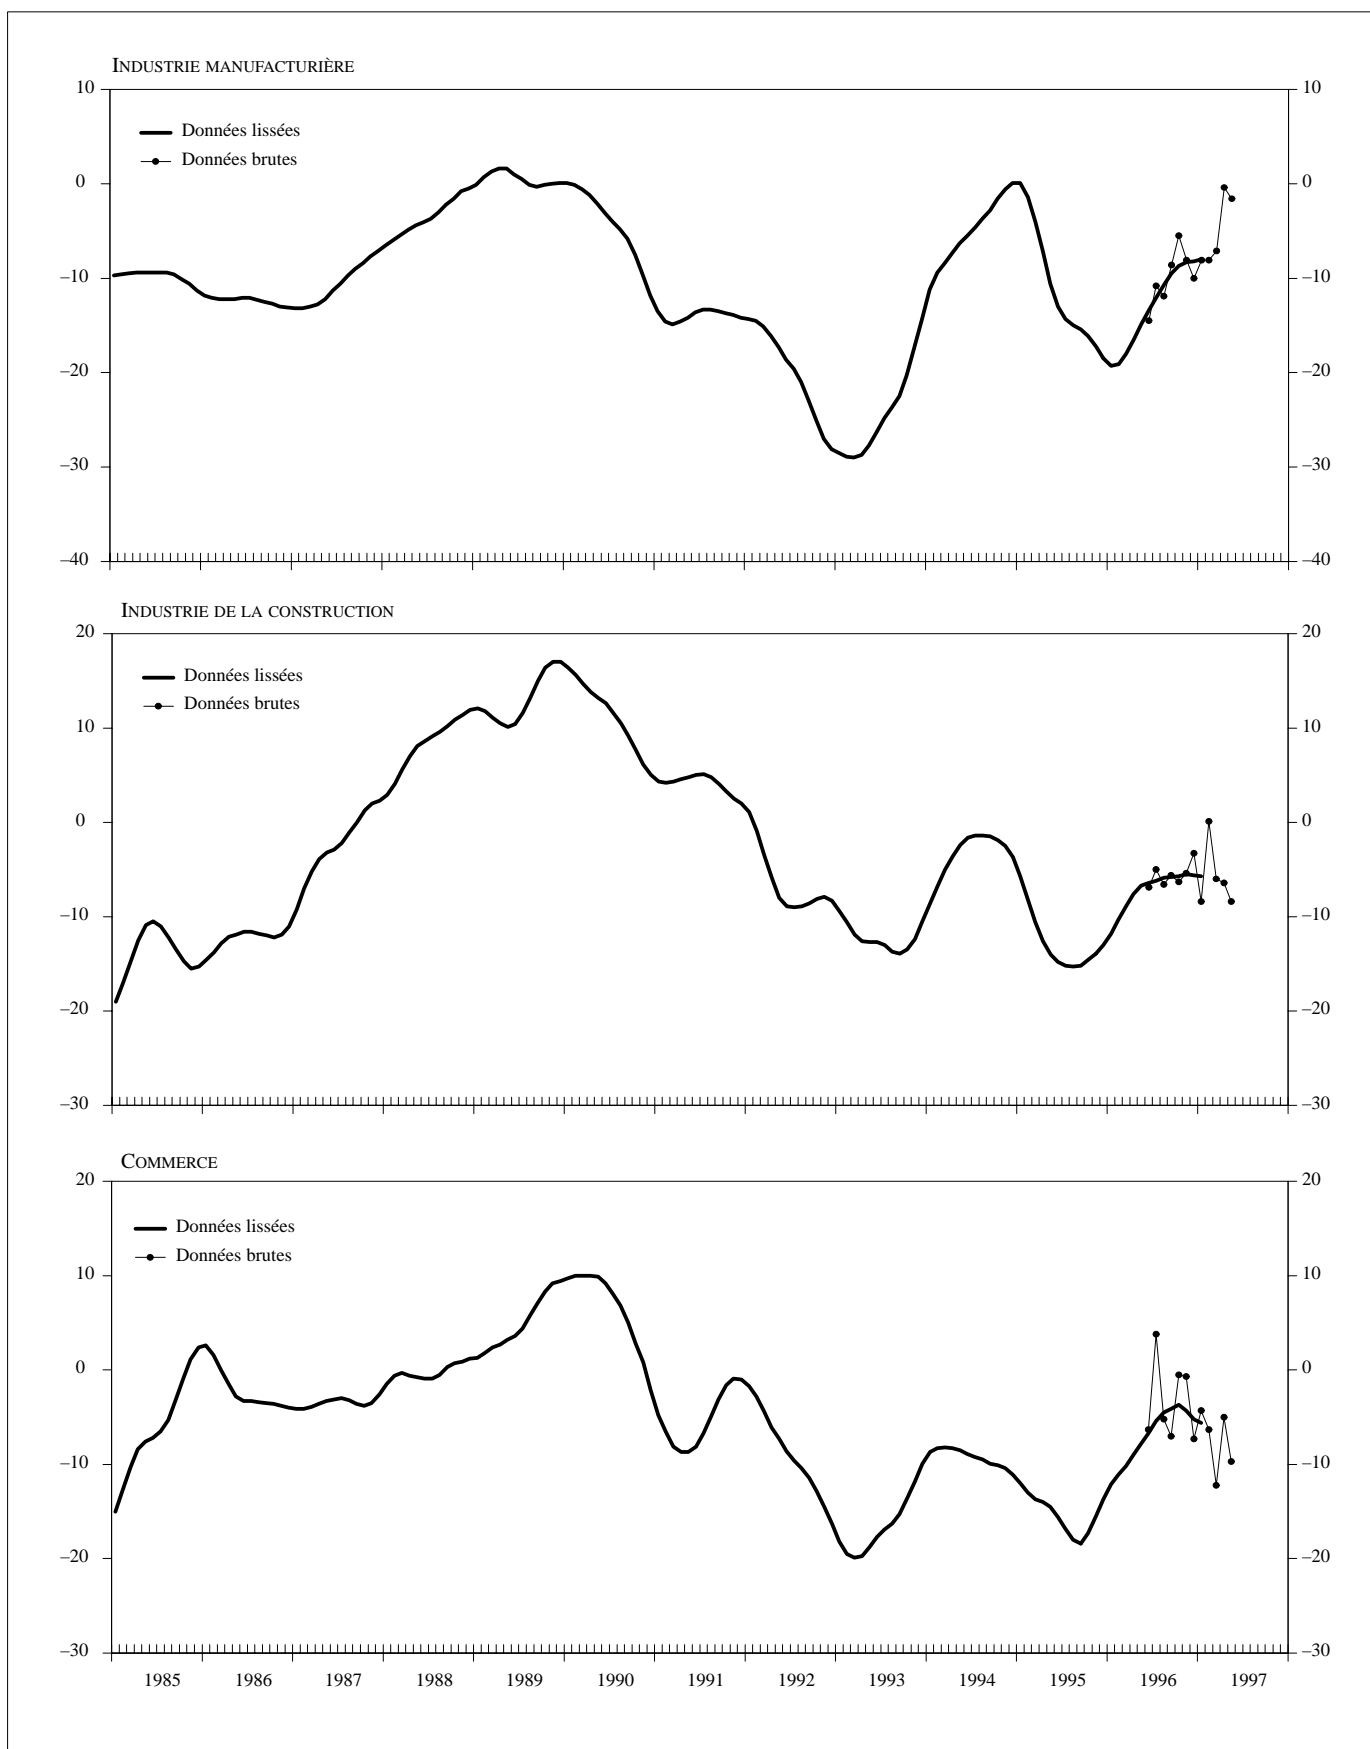 INDUSTRIE MANUFACTURIÈRE
10 10
Données lissées
Données brutes
0 0
–10 –10
–20 –20
–30 –30
–40 –40
INDUSTRIE DE LA CONSTRUCTION
20 20
Données lissées
Données brutes
10 10
0 0
–10 –10
–20 –20
–30 –30
COMMERCE
20 20
Données lissées
Données brutes
10 10
0 0
–10 –10
–20 –20
–30 –30
1985 1986 1987 1988 1989 1990 1991 1992 1993 1994 1995 1996 1997